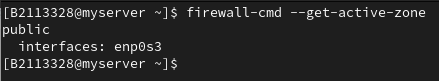 [B2113328@myserver ~]$ firewall-cmd --get-active-zone
public
  interfaces: enp0s3
[B2113328@myserver ~]$